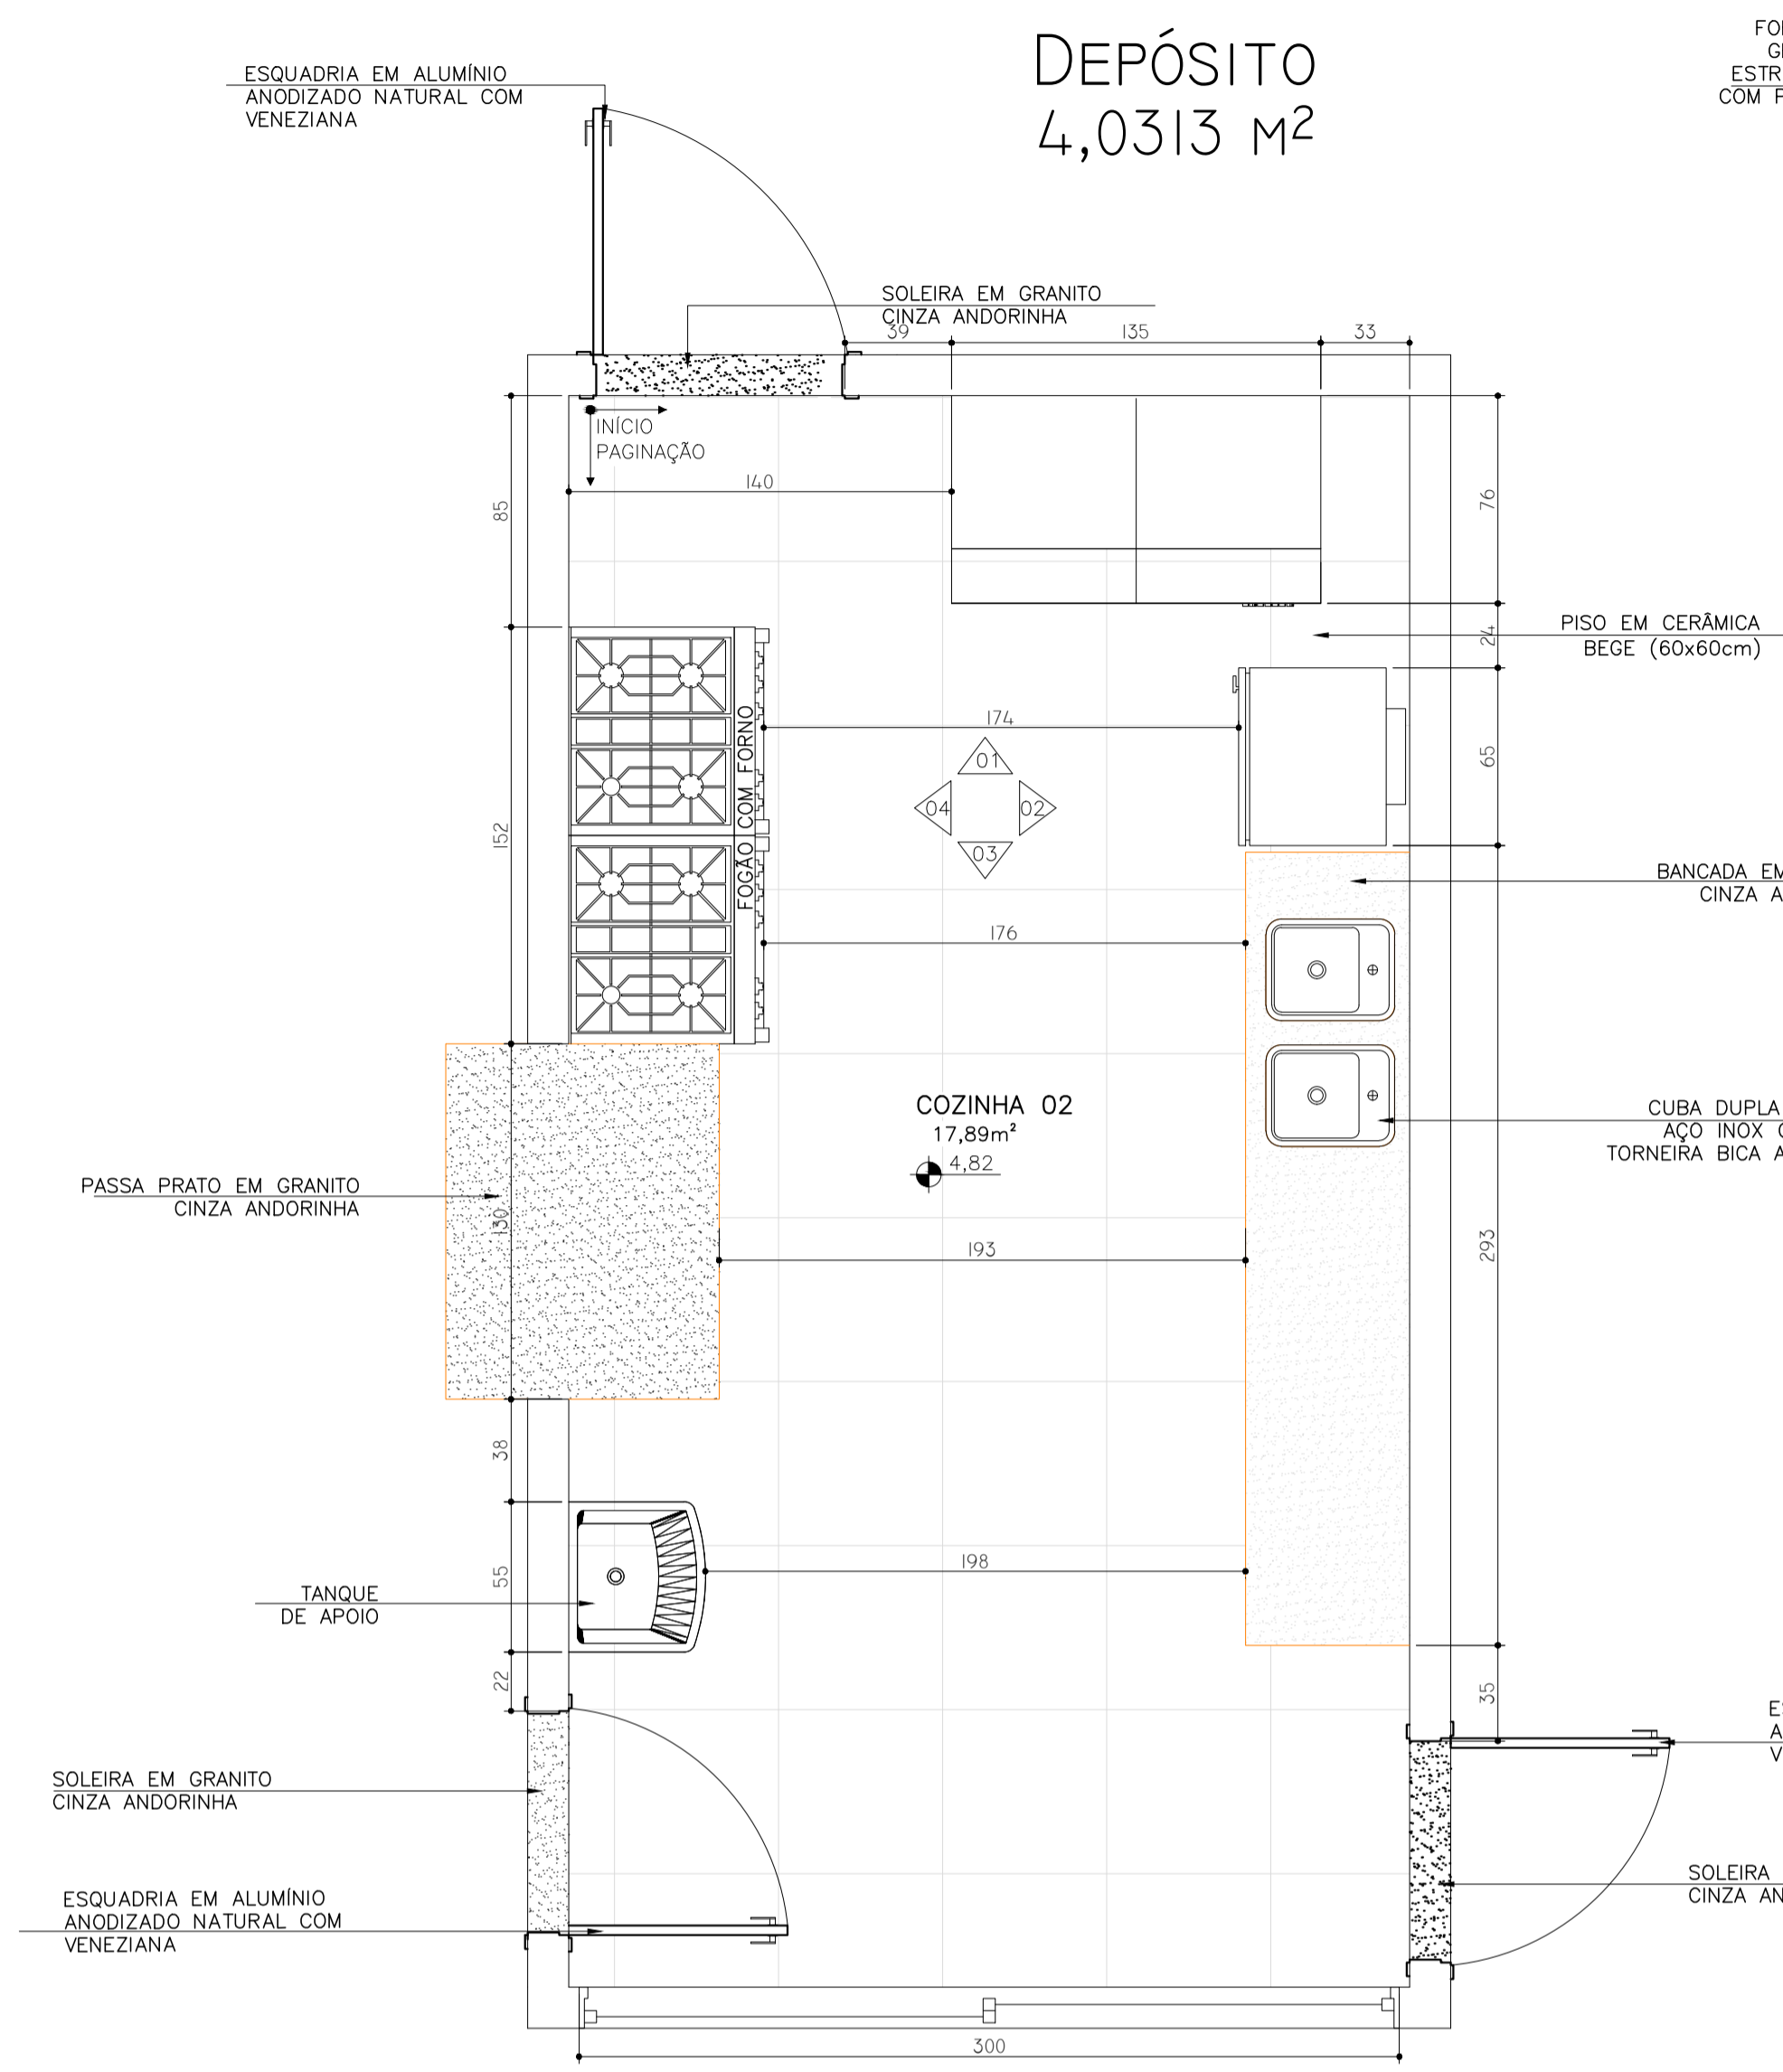 DEPÓSITO
4,0313 M²
FO
G
ESTR
COM P
ESQUADRIA EM ALUMÍNIO
ANODIZADO NATURAL COM
VENEZIANA
SOLEIRA EM GRANITO
CINZA ANDORINHA
39
135
33
INÍCIO
PAGINAÇÃO
140
85
76
PISO EM CERÂMICA
BEGE (60x60cm)
24
FOGÃO COM FORNO
174
01
04
02
03
65
152
BANCADA EM
CINZA A
176
COZINHA 02
17,89m²
4,82
CUBA DUPLA
AÇO INOX
TORNEIRA BICA A
PASSA PRATO EM GRANITO
CINZA ANDORINHA
130
193
293
38
198
55
TANQUE
DE APOIO
22
35
E
A
V
SOLEIRA EM GRANITO
CINZA ANDORINHA
SOLEIRA
CINZA AN
ESQUADRIA EM ALUMÍNIO
ANODIZADO NATURAL COM
VENEZIANA
300